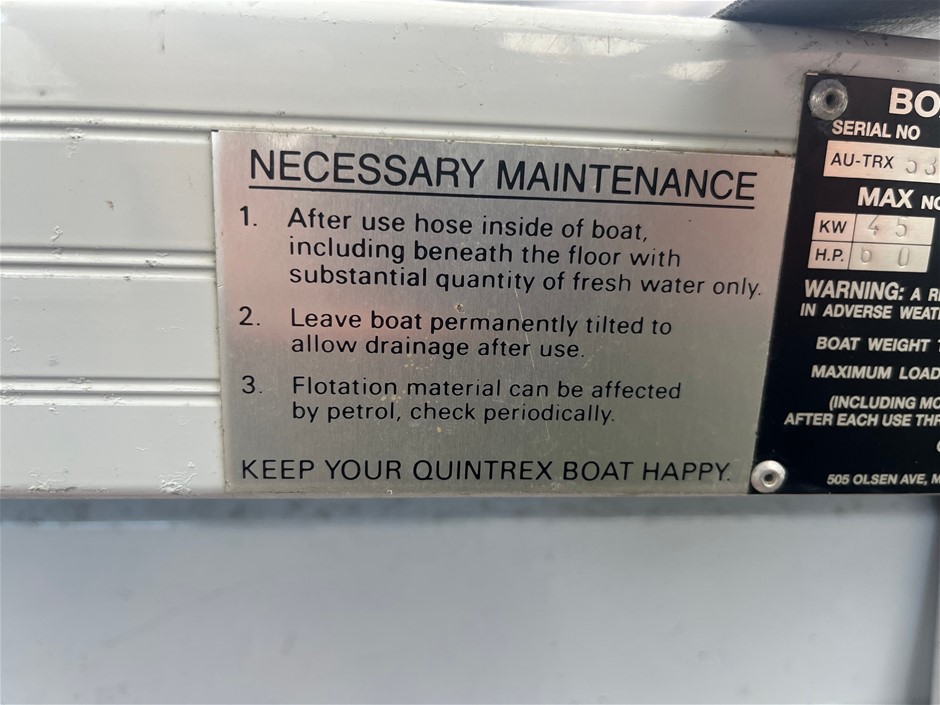 NECESSARY MAINTENANCE
1. After use hose inside of boat,
including beneath the floor with
substantial quantity of fresh water only.
2. Leave boat permanently tilted to
allow drainage after use.
3. Flotation material can be affected
by petrol, check periodically.
KEEP YOUR QUINTREX BOAT HAPPY.
SERIAL NO
AU-TRX 53
MAX
KW 45
H.P. 60
WARNING: A
IN ADVERSE
BOAT WEIGHT
MAXIMUM LOAD
(INCLUDING
AFTER EACH USE
505 OLSEN AVE,